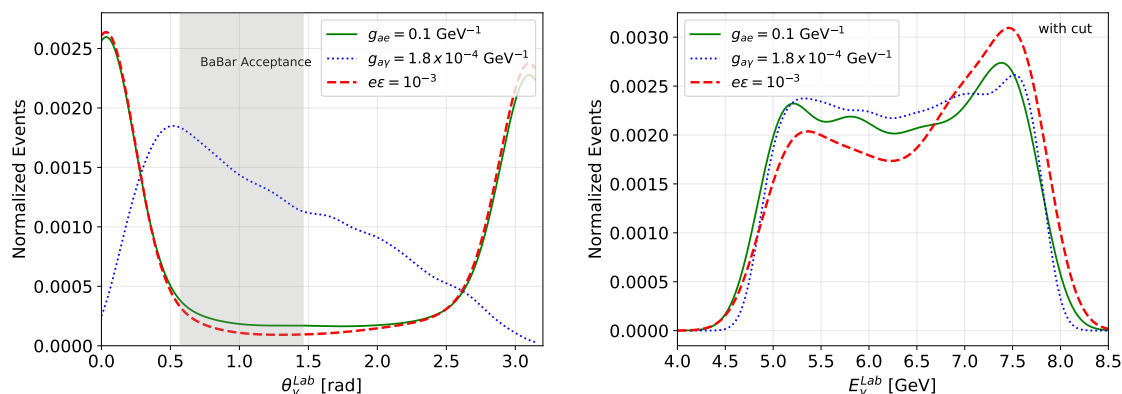 Normalized Events
0.0025
0.0020
0.0015
0.0010
0.0005
0.0000
0.0
0.5
1.0
1.5
2.0
2.5
3.0
θ_γ^Lab [rad]
BaBar Acceptance
g_ae = 0.1 GeV⁻¹
g_aγ = 1.8 x 10⁻⁴ GeV⁻¹
eε = 10⁻³
Normalized Events
0.0030
0.0025
0.0020
0.0015
0.0010
0.0005
0.0000
4.0
4.5
5.0
5.5
6.0
6.5
7.0
7.5
8.0
8.5
E_γ^Lab [GeV]
g_ae = 0.1 GeV⁻¹
g_aγ = 1.8 x 10⁻⁴ GeV⁻¹
eε = 10⁻³
with cut